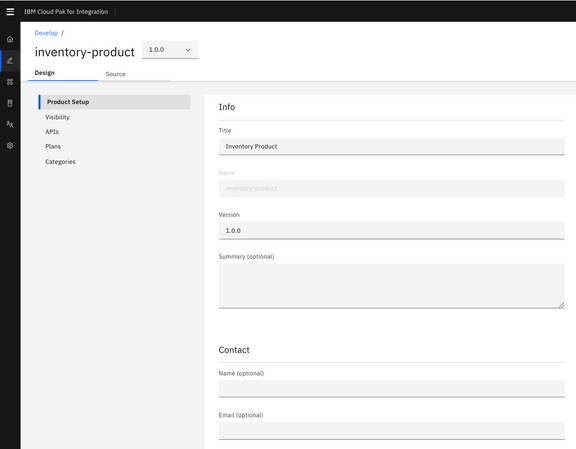 IBM Cloud Pak for Integration
Develop /
inventory-product
1.0.0
Design
Source
Product Setup
Visibility
APIs
Plans
Categories
Info
Title
Inventory Product
Name
inventory-product
Version
1.0.0
Summary (optional)
Contact
Name (optional)
Email (optional)